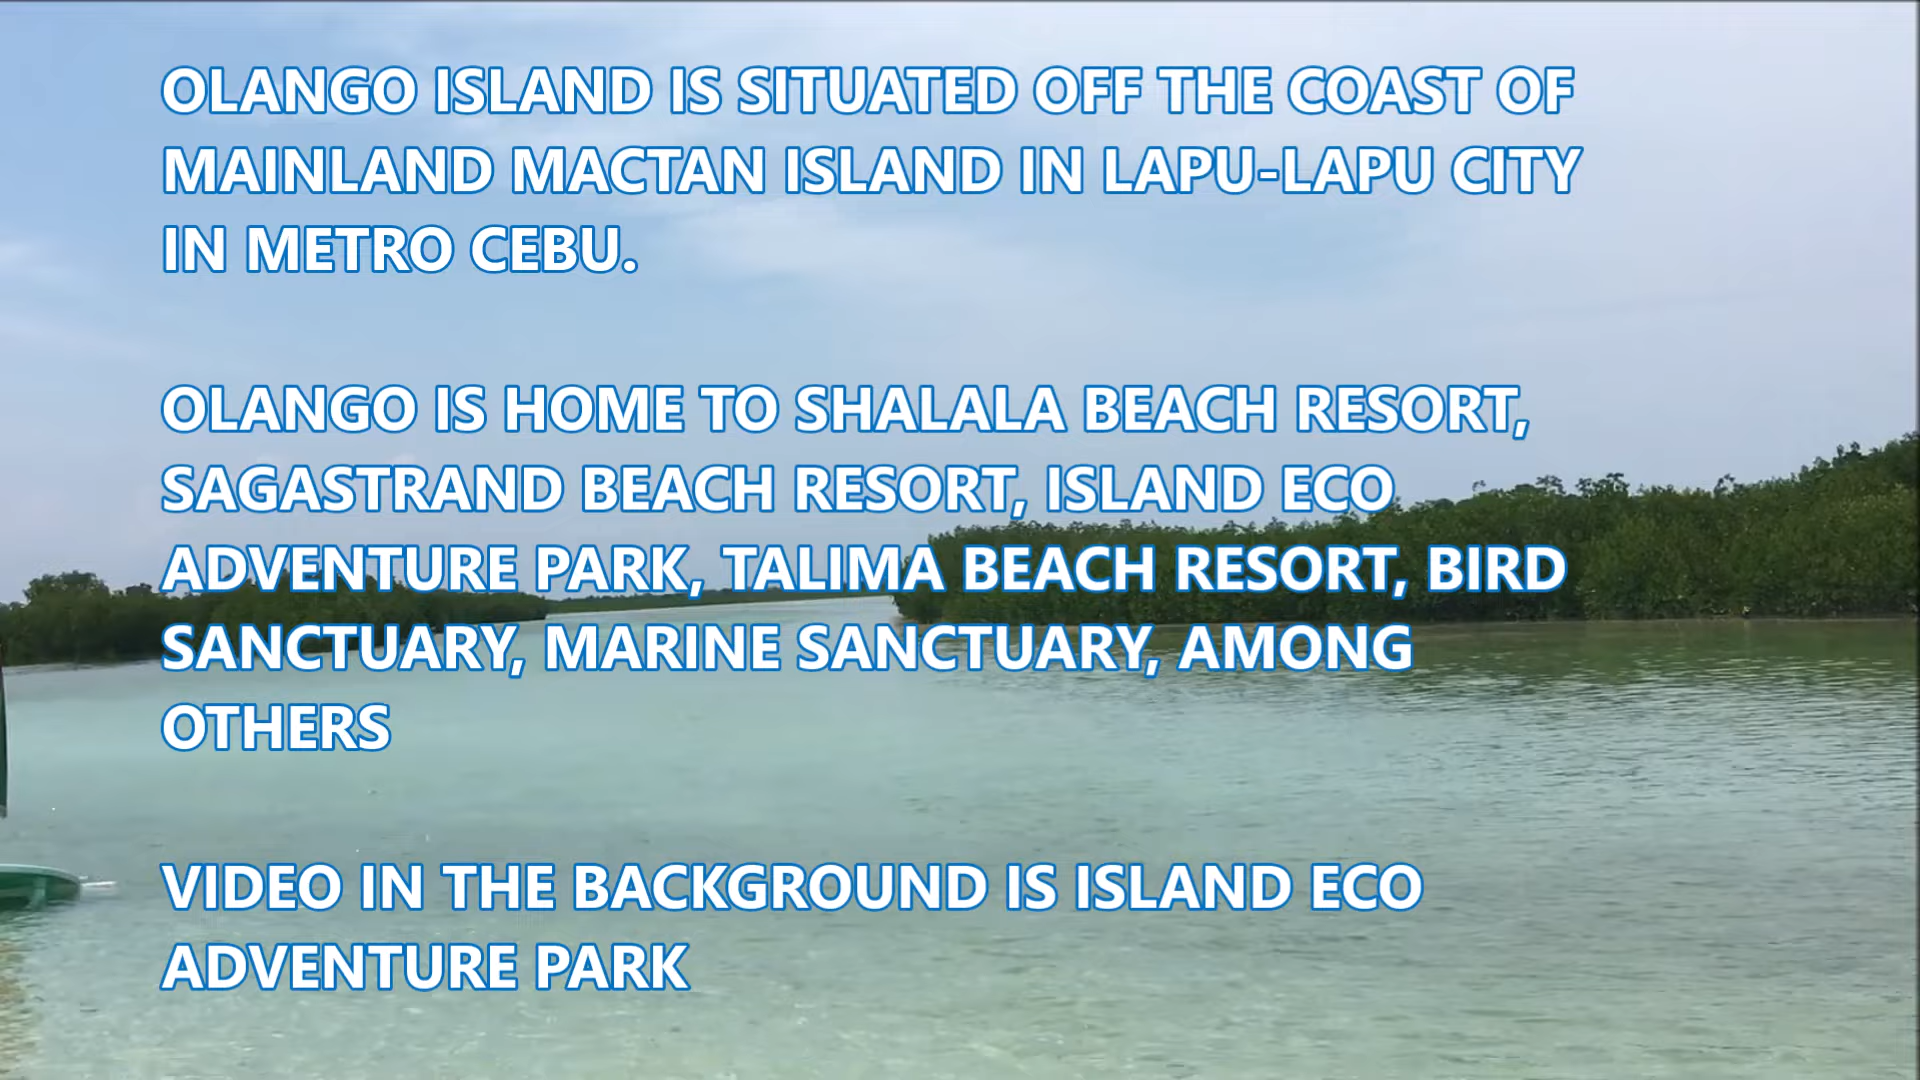 OLANGO ISLAND IS SITUATED OFF THE COAST OF
MAINLAND MACTAN ISLAND IN LAPU-LAPU CITY
IN METRO CEBU.
OLANGO IS HOME TO SHALALA BEACH RESORT,
SAGASTRAND BEACH RESORT, ISLAND ECO
ADVENTURE PARK, TALIMA BEACH RESORT, BIRD
SANCTUARY, MARINE SANCTUARY, AMONG
OTHERS
VIDEO IN THE BACKGROUND IS ISLAND ECO
ADVENTURE PARK